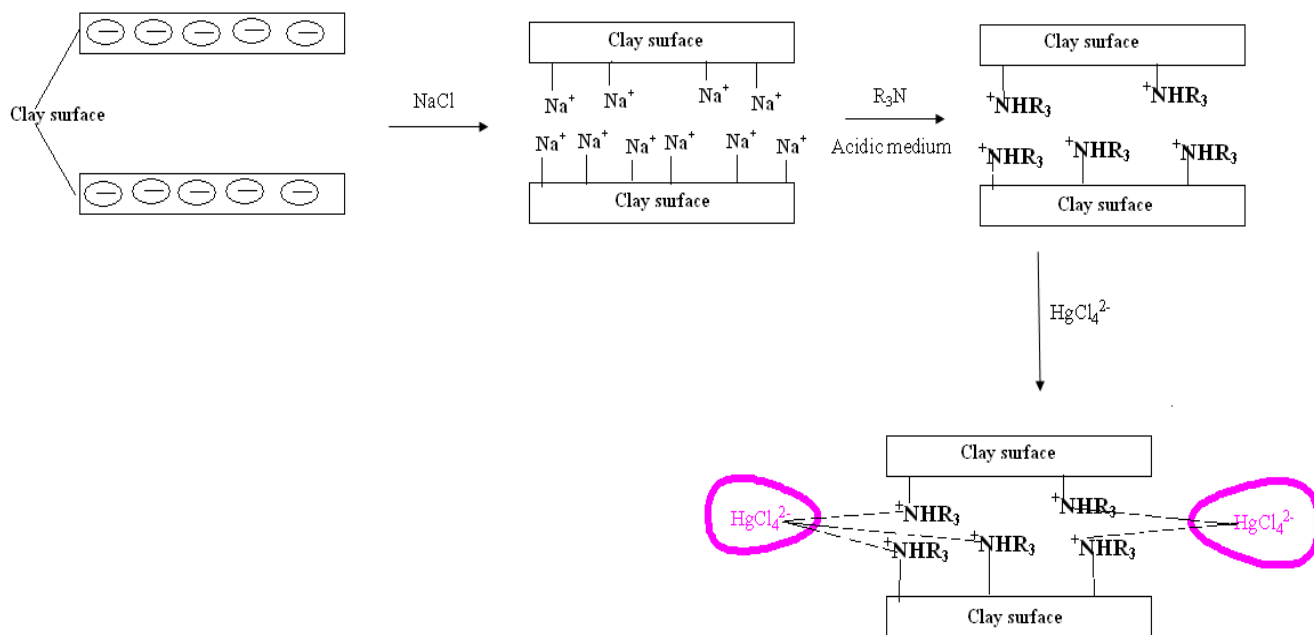 Clay surface
NaCl
Clay surface
Na⁺ Na⁺ Na⁺ Na⁺
Na⁺ Na⁺ Na⁺ Na⁺ Na⁺ Na⁺
Clay surface
R₃N
Acidic medium
Clay surface
⁺NHR₃ ⁺NHR₃
⁺NHR₃ ⁺NHR₃ ⁺NHR₃
Clay surface
HgCl₄²⁻
Clay surface
HgCl₄²⁻ ⁺NHR₃ ⁺NHR₃ HgCl₄²⁻
⁺NHR₃ ⁺NHR₃ ⁺NHR₃
Clay surface